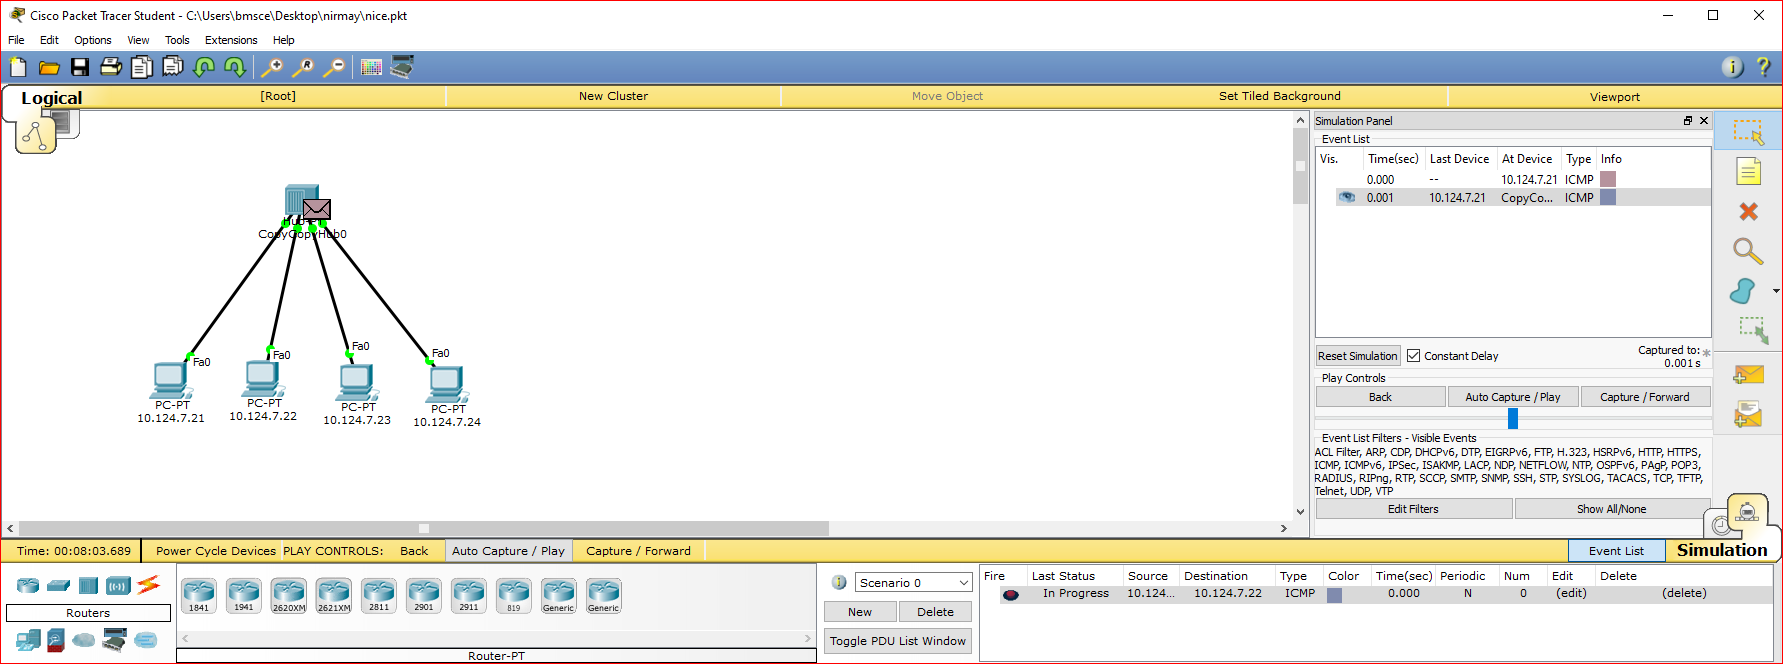 Cisco Packet Tracer Student - C:\Users\bmsce\Desktop\nirmay\nice.pkt
File Edit Options View Tools Extensions Help
Logical [Root] New Cluster Move Object Set Tiled Background Viewport
Hub-PT
CopyCopyHub0
Fa0 Fa0 Fa0 Fa0
PC-PT
10.124.7.21
PC-PT
10.124.7.22
PC-PT
10.124.7.23
PC-PT
10.124.7.24
Simulation Panel
Event List
Vis. Time(sec) Last Device At Device Type Info
0.000 -- 10.124.7.21 ICMP
0.001 10.124.7.21 CopyCo... ICMP
Reset Simulation Constant Delay Captured to: *
0.001 s
Play Controls
Back Auto Capture / Play Capture / Forward
Event List Filters - Visible Events
ACL Filter, ARP, CDP, DHCPv6, DTP, EIGRPv6, FTP, H.323, HSRPv6, HTTP, HTTPS,
ICMP, ICMPv6, IPSec, ISAKMP, LACP, NDP, NETFLOW, NTP, OSPFv6, PAgP, POP3,
RADIUS, RIPng, RTP, SCCP, SMTP, SNMP, SSH, STP, SYSLOG, TACACS, TCP, TFTP,
Telnet, UDP, VTP
Edit Filters Show All/None
Time: 00:08:03.689 Power Cycle Devices PLAY CONTROLS: Back Auto Capture / Play Capture / Forward Event List Simulation
Routers
1841 1941 2620XM 2621XM 2811 2901 2911 819 Generic Generic
Router-PT
Scenario 0
New Delete
Toggle PDU List Window
Fire Last Status Source Destination Type Color Time(sec) Periodic Num Edit Delete
In Progress 10.124... 10.124.7.22 ICMP 0.000 N 0 (edit) (delete)